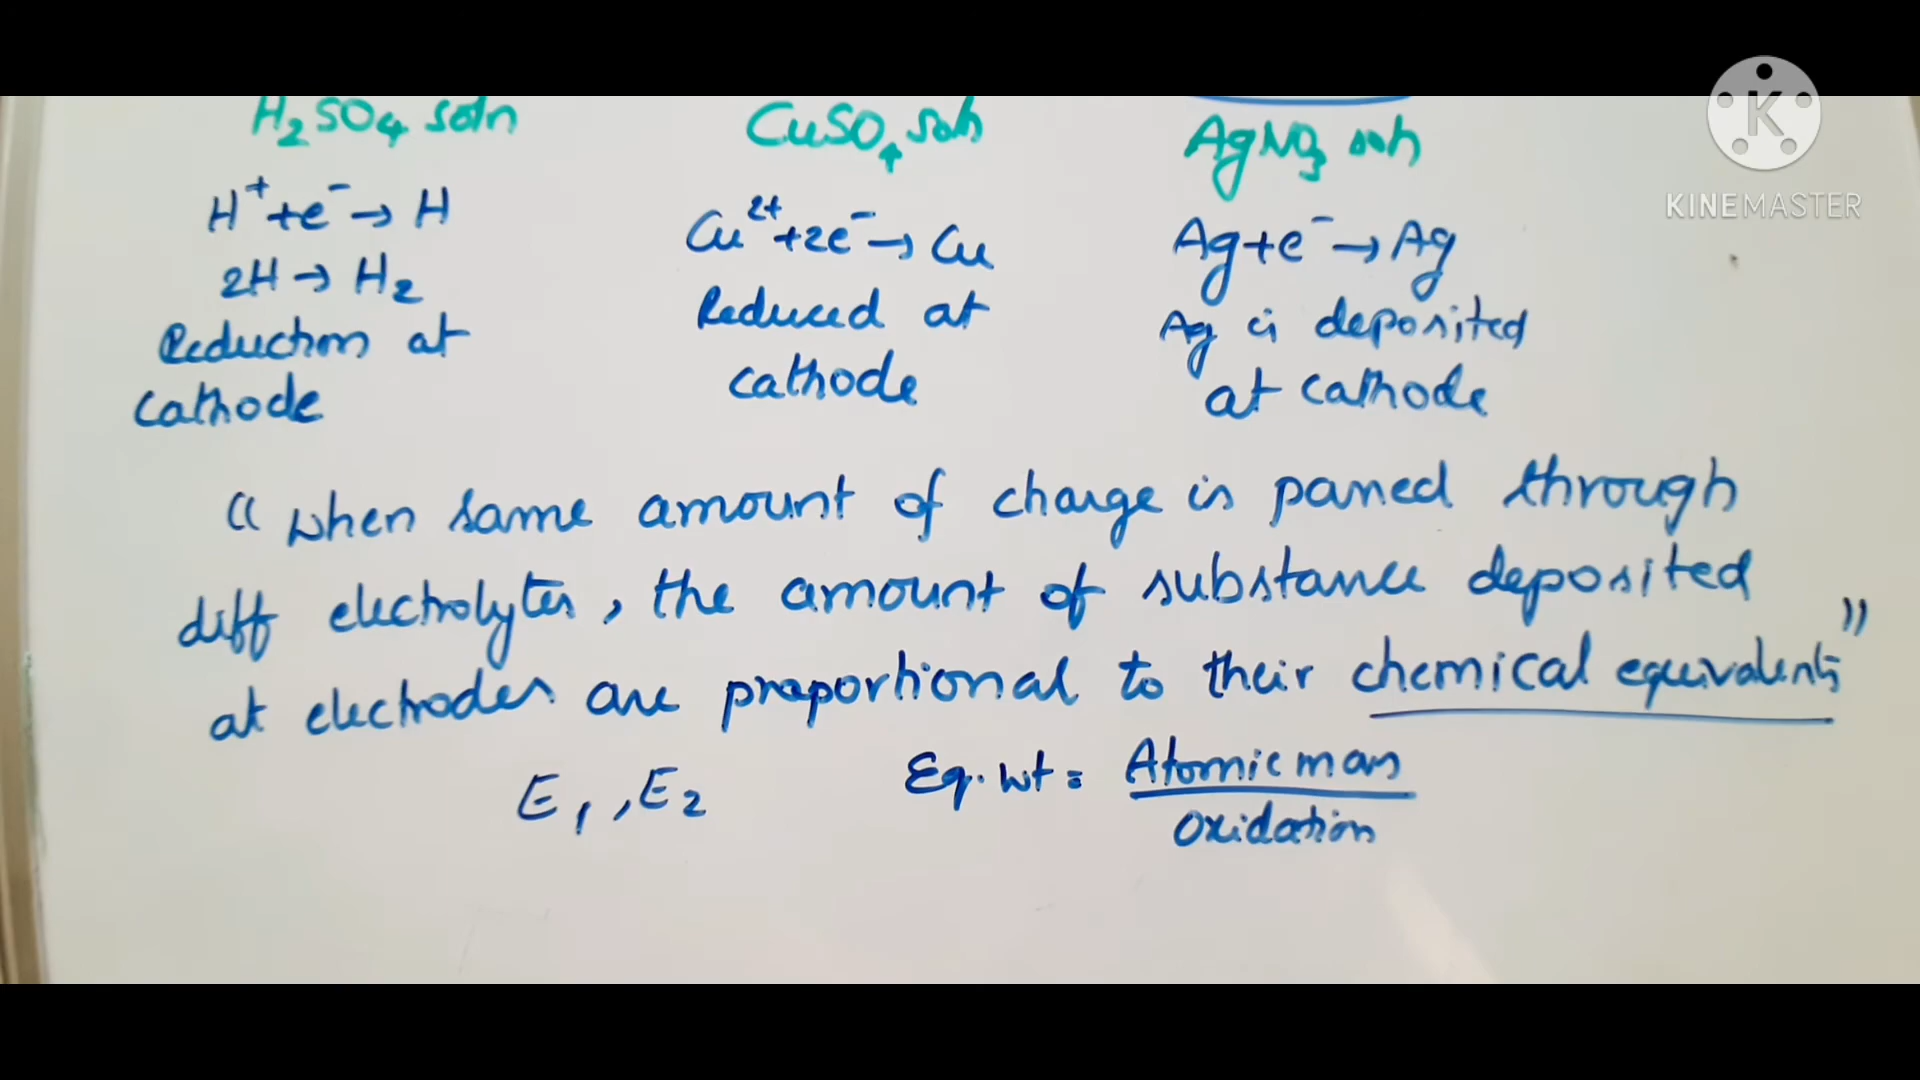 H2SO4 soln
CuSO4 soln
AgNO3 soln
H⁺+e⁻→H
2H→H2
Reduction at
cathode
Cu²⁺+2e⁻→Cu
Reduced at
cathode
Ag+e⁻→Ag
Ag is deposited
at cathode
"when same amount of charge is passed through
diff electrolytes, the amount of substance deposited
at electrodes are proportional to their chemical equivalents"
E1,E2
Eq.wt = Atomic mass
oxidation
K
KINEMASTER